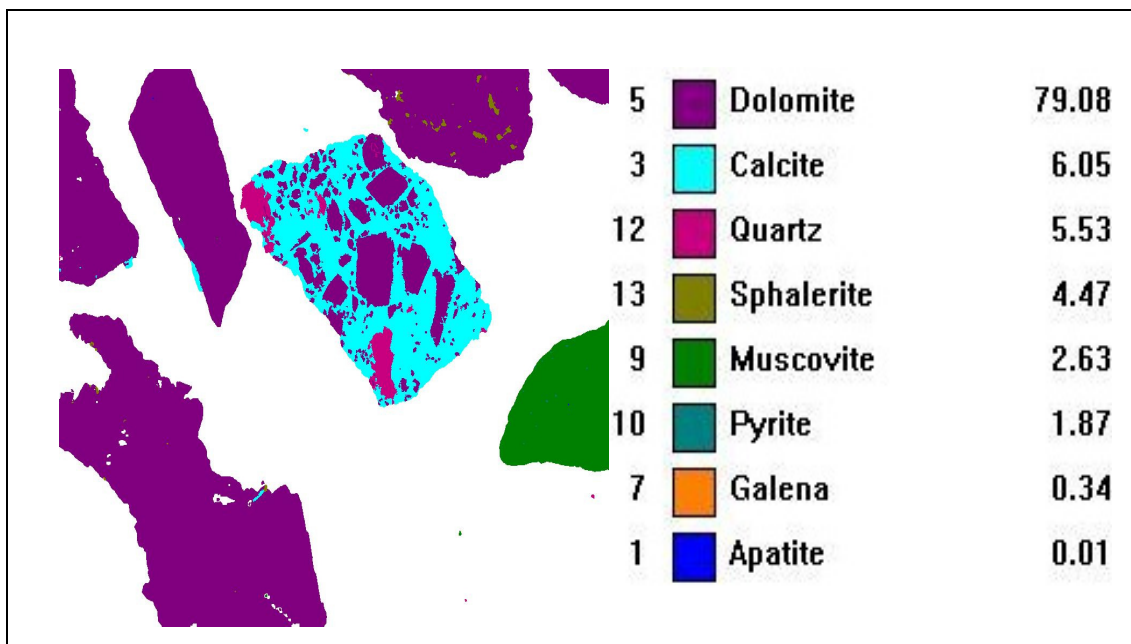 5 Dolomite 79.08
3 Calcite 6.05
12 Quartz 5.53
13 Sphalerite 4.47
9 Muscovite 2.63
10 Pyrite 1.87
7 Galena 0.34
1 Apatite 0.01